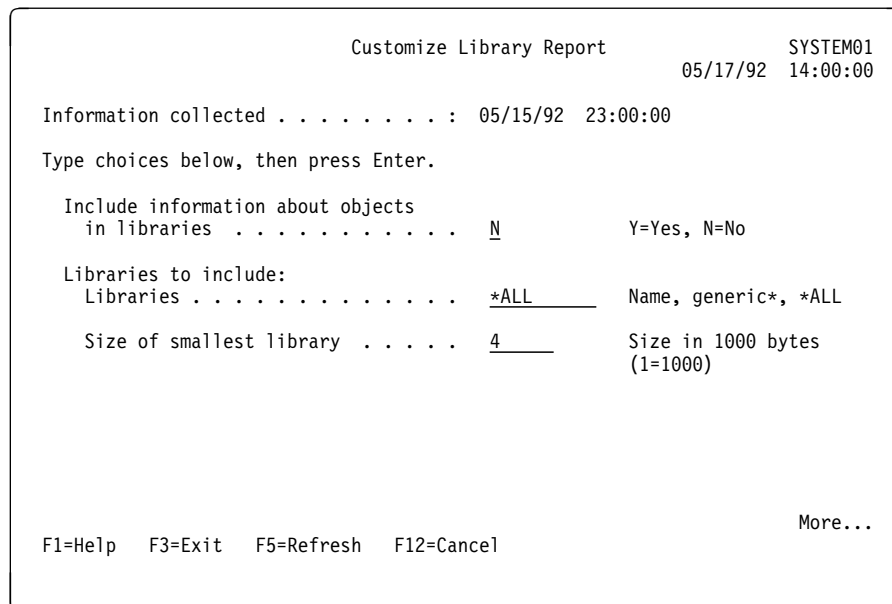 Customize Library Report SYSTEM01
05/17/92 14:00:00
Information collected . . . . . . . . . : 05/15/92 23:00:00
Type choices below, then press Enter.
Include information about objects
in libraries . . . . . . . . . . . . N Y=Yes, N=No
Libraries to include:
Libraries . . . . . . . . . . . . . *ALL Name, generic*, *ALL
Size of smallest library . . . . . 4 Size in 1000 bytes
(1=1000)
More...
F1=Help F3=Exit F5=Refresh F12=Cancel